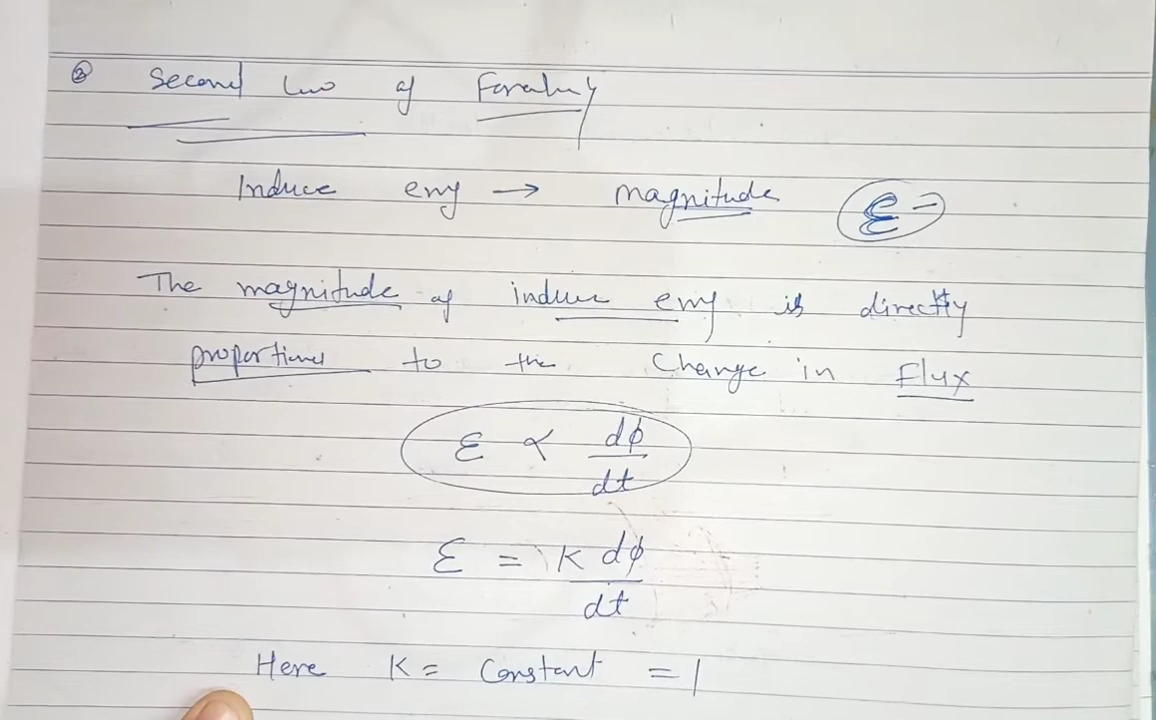 ② Second Law of Faraday
Induce emf → magnitude ε =
The magnitude of induce emf is directly
proportional to the Change in Flux
ε ∝ dφ/dt
ε = K dφ/dt
Here K = Constant = 1